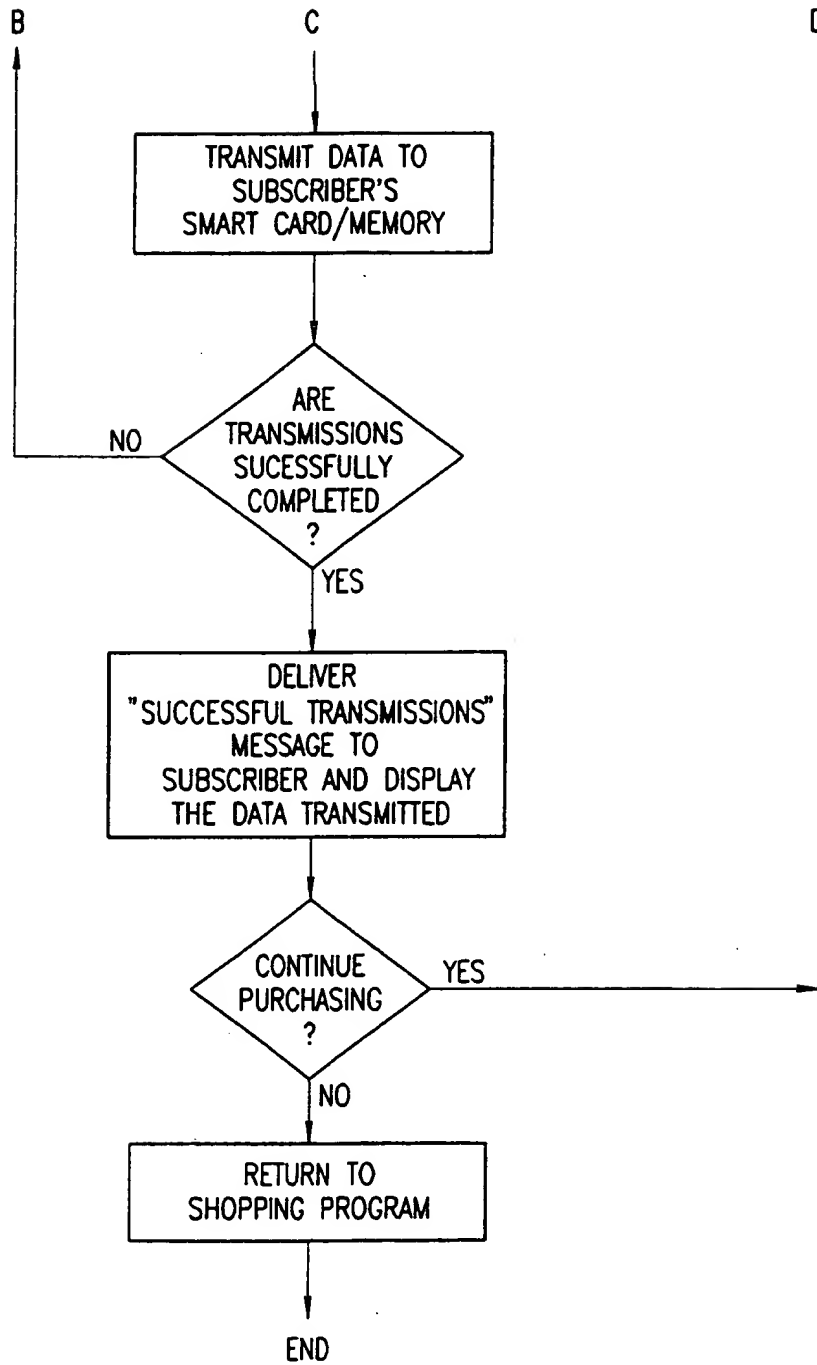 B
C
TRANSMIT DATA TO
SUBSCRIBER'S
SMART CARD/MEMORY
ARE
TRANSMISSIONS
SUCESSFULLY
COMPLETED
?
NO
YES
DELIVER
"SUCCESSFUL TRANSMISSIONS"
MESSAGE TO
SUBSCRIBER AND DISPLAY
THE DATA TRANSMITTED
CONTINUE
PURCHASING
?
YES
NO
RETURN TO
SHOPPING PROGRAM
END